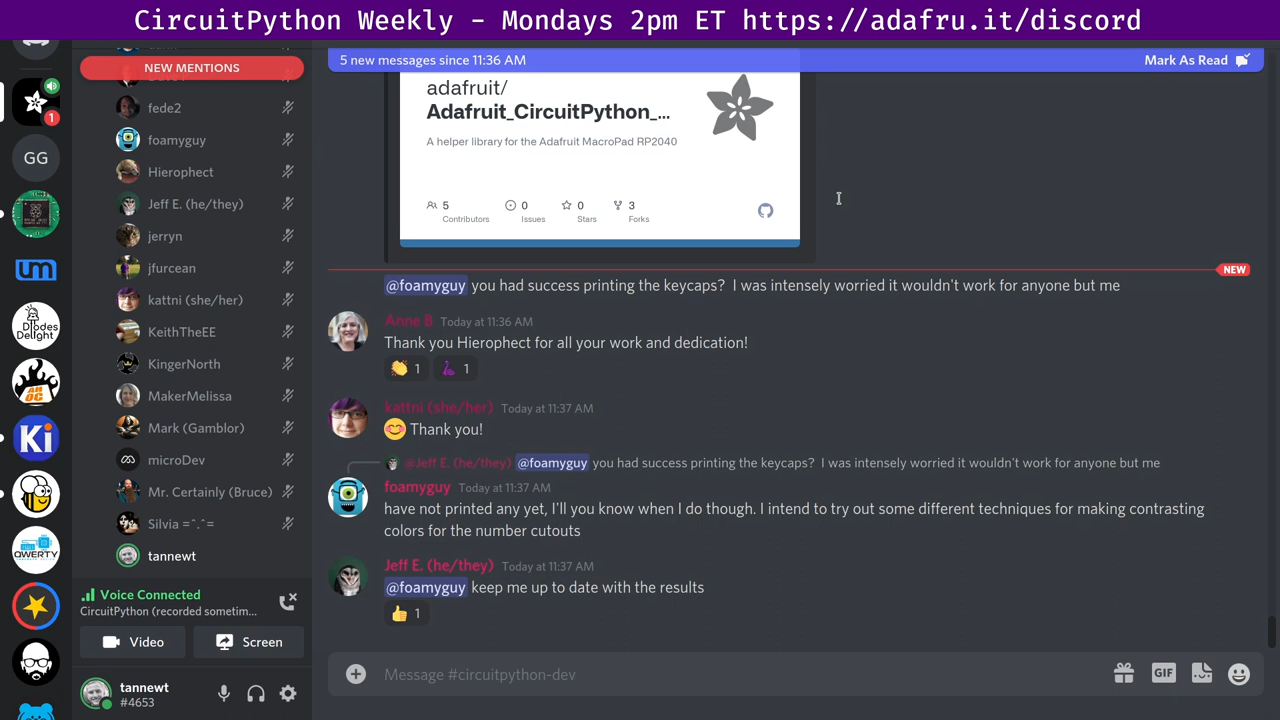 CircuitPython Weekly - Mondays 2pm ET https://adafru.it/discord
NEW MENTIONS
1
GG
fede2
foamyguy
Hierophect
Jeff E. (he/they)
jerryn
jfurcean
kattni (she/her)
KeithTheEE
KingerNorth
MakerMelissa
Mark (Gamblor)
microDev
Mr. Certainly (Bruce)
Silvia =^.^=
tannewt
Diodes
Delight
AHOC
Ki
QWERTY
Voice Connected
CircuitPython (recorded sometim...
Video
Screen
tannewt
#4653
5 new messages since 11:36 AM
Mark As Read
adafruit/
Adafruit_CircuitPython_...
A helper library for the Adafruit MacroPad RP2040
5
Contributors
0
Issues
0
Stars
3
Forks
NEW
@foamyguy you had success printing the keycaps? I was intensely worried it wouldn't work for anyone but me
Anne B Today at 11:36 AM
Thank you Hierophect for all your work and dedication!
1
1
kattni (she/her) Today at 11:37 AM
Thank you!
@Jeff E. (he/they) @foamyguy you had success printing the keycaps? I was intensely worried it wouldn't work for anyone but me
foamyguy Today at 11:37 AM
have not printed any yet, I'll you know when I do though. I intend to try out some different techniques for making contrasting
colors for the number cutouts
Jeff E. (he/they) Today at 11:37 AM
@foamyguy keep me up to date with the results
1
Message #circuitpython-dev
GIF